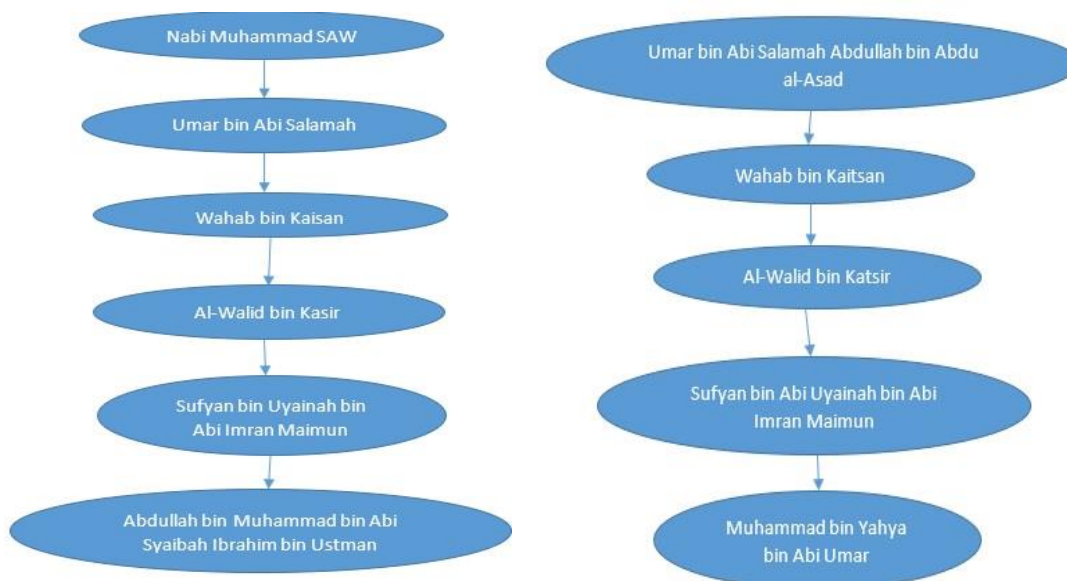 Nabi Muhammad SAW
Umar bin Abi Salamah
Wahab bin Kaisan
Al-Walid bin Kasir
Sufyan bin Uyainah bin
Abi Imran Maimun
Abdullah bin Muhammad bin Abi
Syaibah Ibrahim bin Ustman
Umar bin Abi Salamah Abdullah bin Abdu
al-Asad
Wahab bin Kaitsan
Al-Walid bin Katsir
Sufyan bin Abi Uyainah bin Abi
Imran Maimun
Muhammad bin Yahya
bin Abi Umar